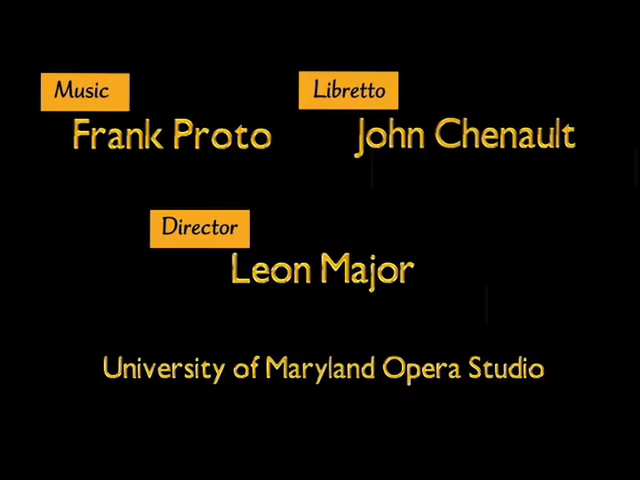 Music
Frank Proto
Libretto
John Chenault
Director
Leon Major
University of Maryland Opera Studio